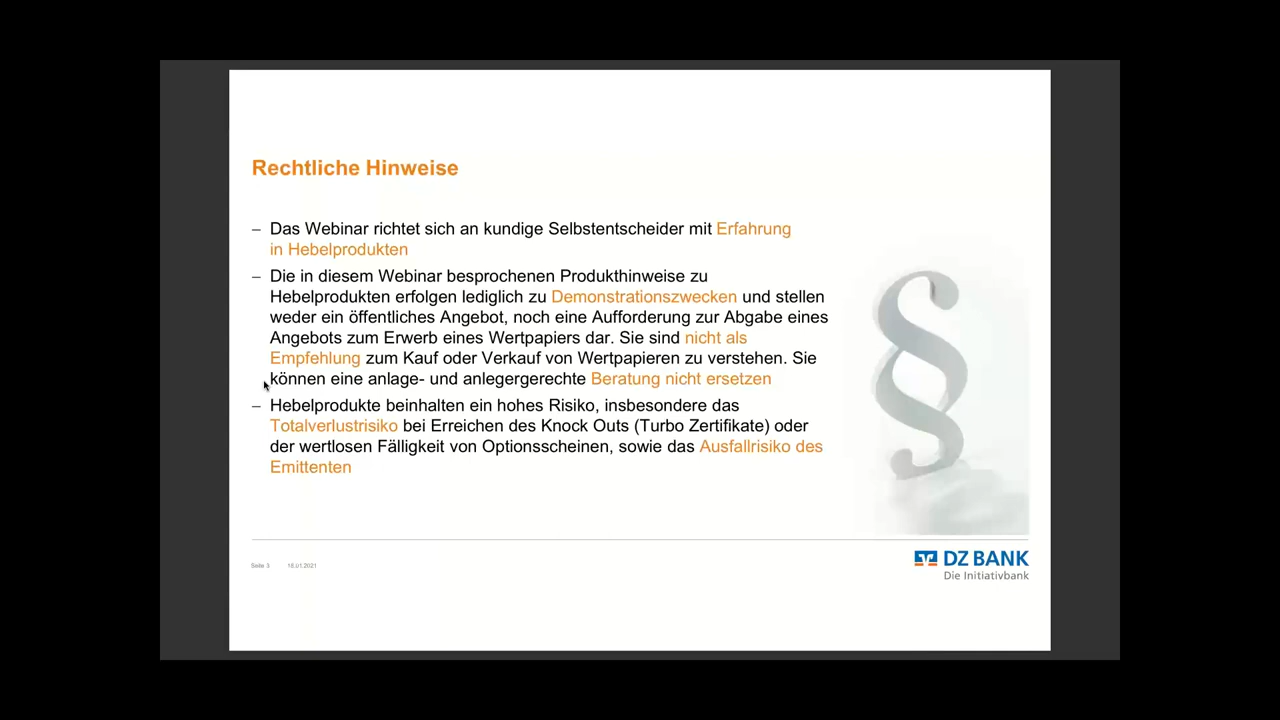 Rechtliche Hinweise
– Das Webinar richtet sich an kundige Selbstentscheider mit Erfahrung
in Hebelprodukten
– Die in diesem Webinar besprochenen Produkthinweise zu
Hebelprodukten erfolgen lediglich zu Demonstrationszwecken und stellen
weder ein öffentliches Angebot, noch eine Aufforderung zur Abgabe eines
Angebots zum Erwerb eines Wertpapiers dar. Sie sind nicht als
Empfehlung zum Kauf oder Verkauf von Wertpapieren zu verstehen. Sie
können eine anlage- und anlegergerechte Beratung nicht ersetzen
– Hebelprodukte beinhalten ein hohes Risiko, insbesondere das
Totalverlustrisiko bei Erreichen des Knock Outs (Turbo Zertifikate) oder
der wertlosen Fälligkeit von Optionsscheinen, sowie das Ausfallrisiko des
Emittenten
§
Seite 3 18.01.2021
DZ BANK
Die Initiativbank